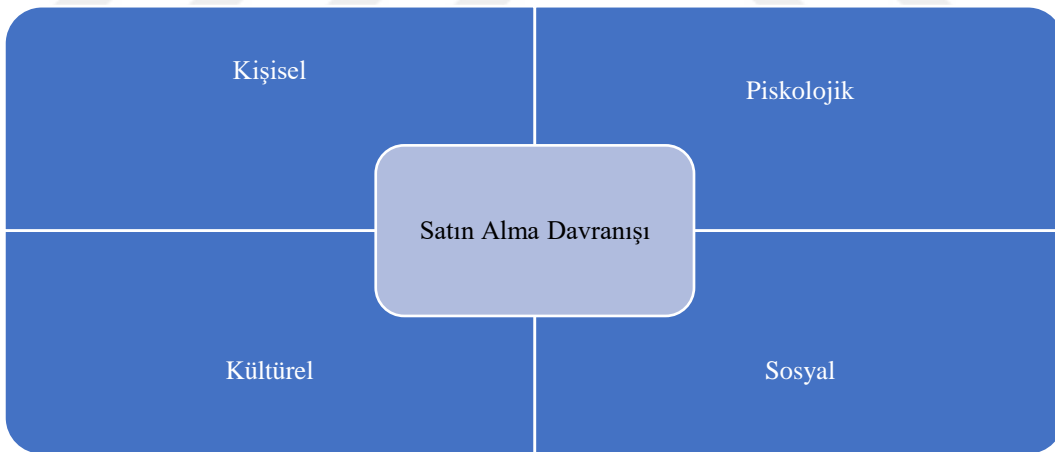 Kişisel
Piskolojik
Satın Alma Davranışı
Kültürel
Sosyal